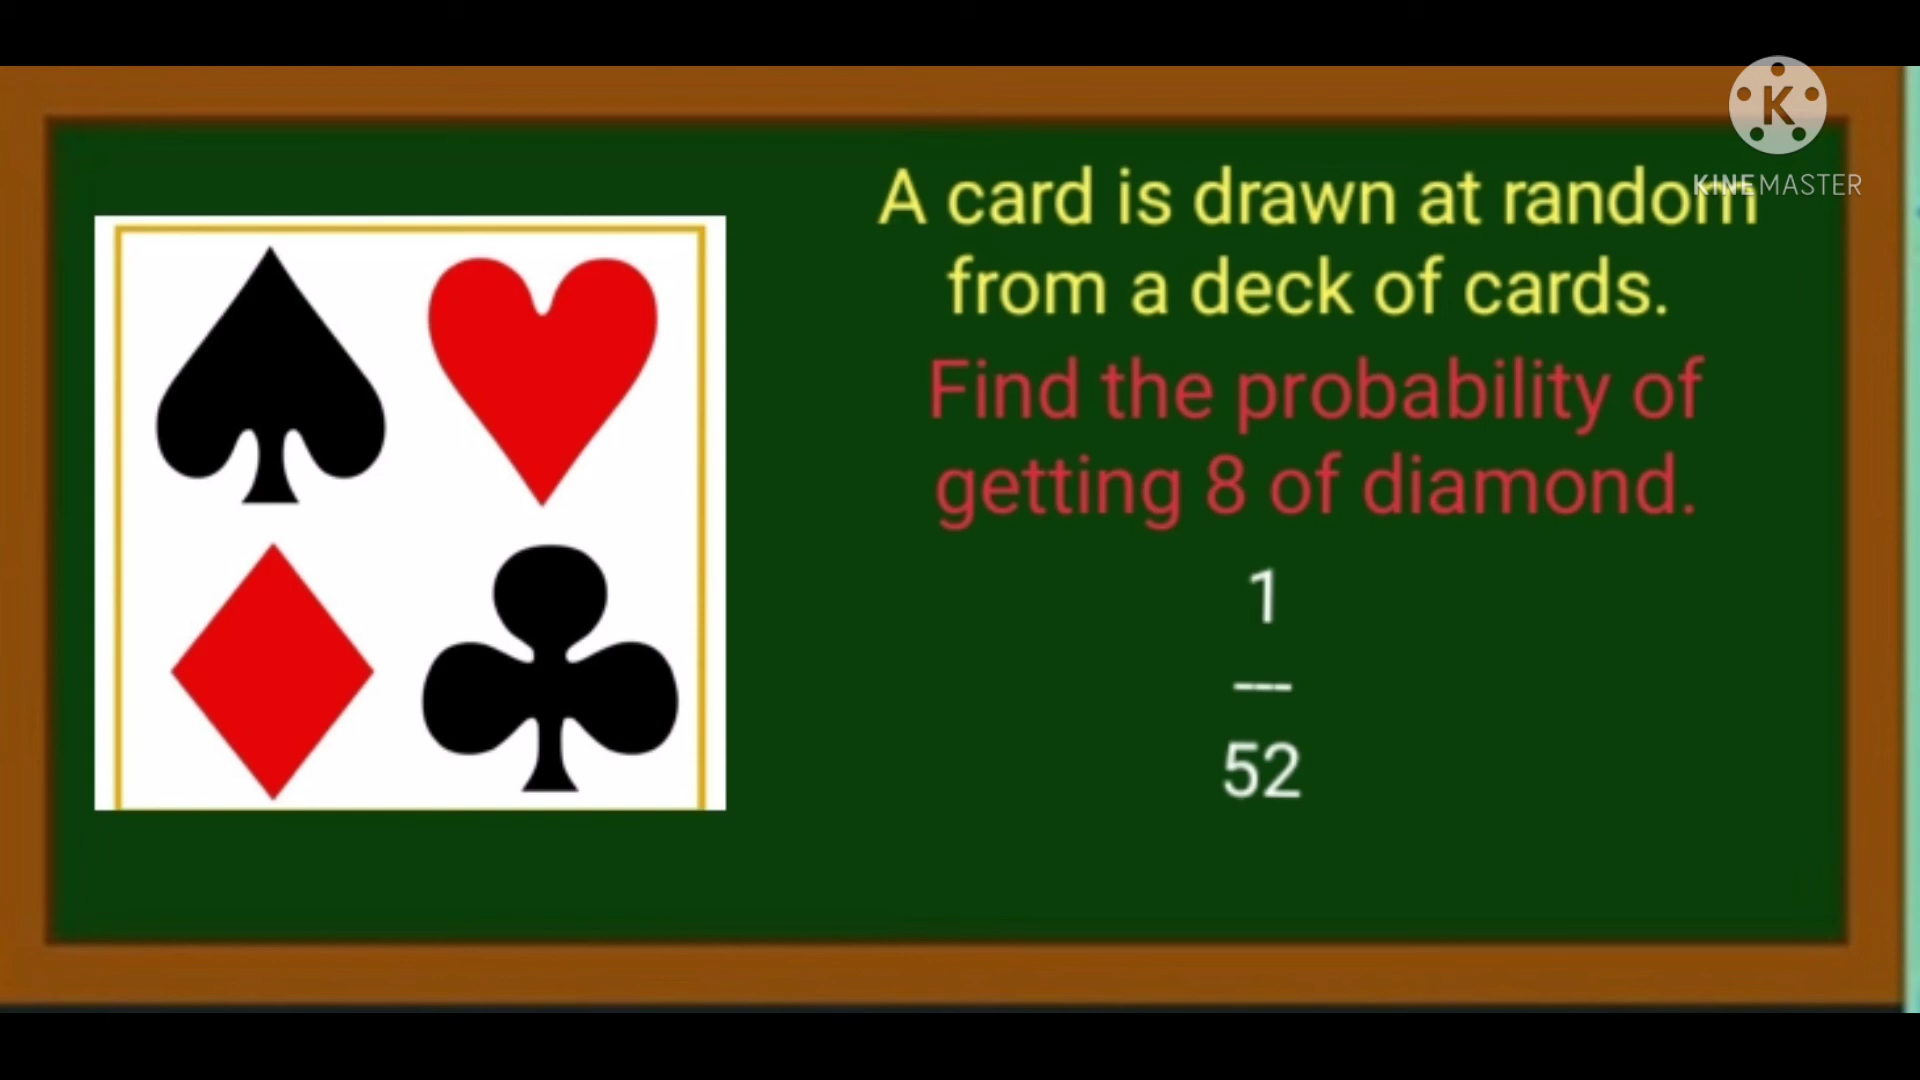 K
KINEMASTER
A card is drawn at random
from a deck of cards.
Find the probability of
getting 8 of diamond.
1
---
52